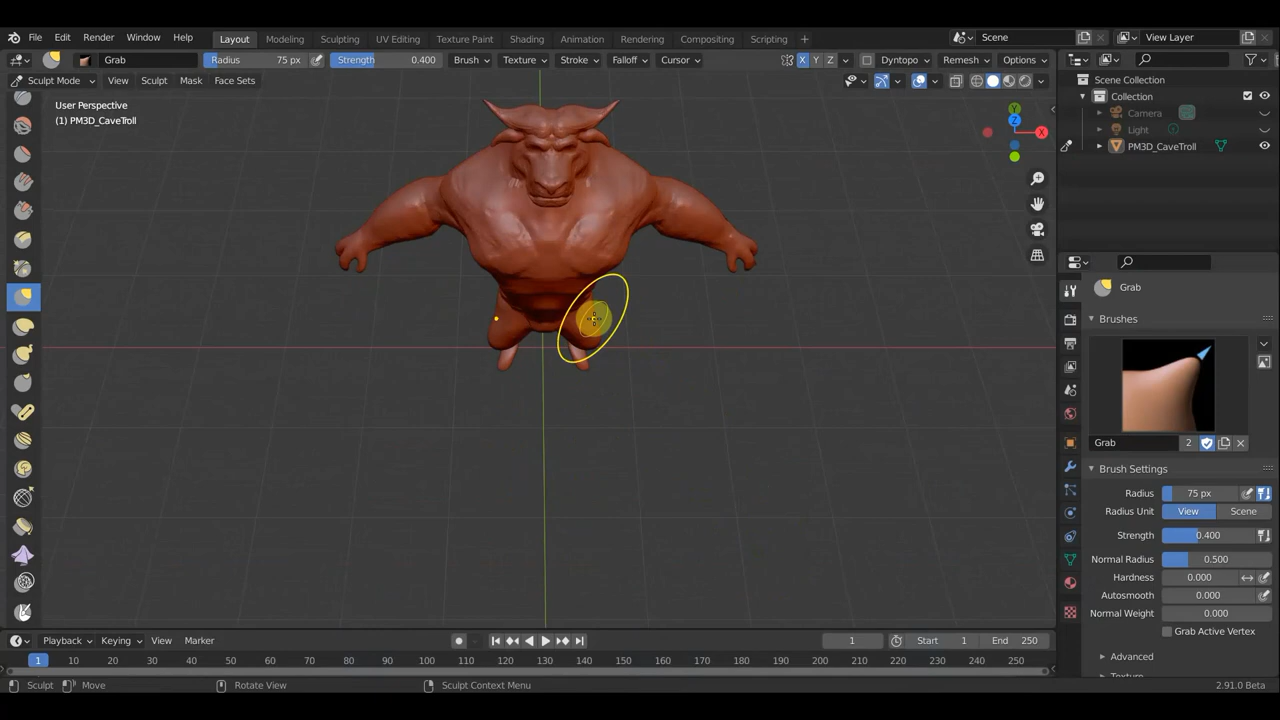 File Edit Render Window Help Layout Modeling Sculpting UV Editing Texture Paint Shading Animation Rendering Compositing Scripting + Scene View Layer
Grab Radius 75 px Strength 0.400 Brush Texture Stroke Falloff Cursor X Y Z Dyntopo Remesh Options
Sculpt Mode View Sculpt Mask Face Sets
Scene Collection
Collection
Camera
Light
PM3D_CaveTroll
User Perspective
(1) PM3D_CaveTroll
Y
Z
X
Grab
Brushes
Grab 2
Brush Settings
Radius 75 px
Radius Unit View Scene
Strength 0.400
Normal Radius 0.500
Hardness 0.000
Autosmooth 0.000
Normal Weight 0.000
Grab Active Vertex
Advanced
Texture
Playback Keying View Marker 1 Start 1 End 250
1 10 20 30 40 50 60 70 80 90 100 110 120 130 140 150 160 170 180 190 200 210 220 230 240 250
Sculpt Move Rotate View Sculpt Context Menu 2.91.0 Beta